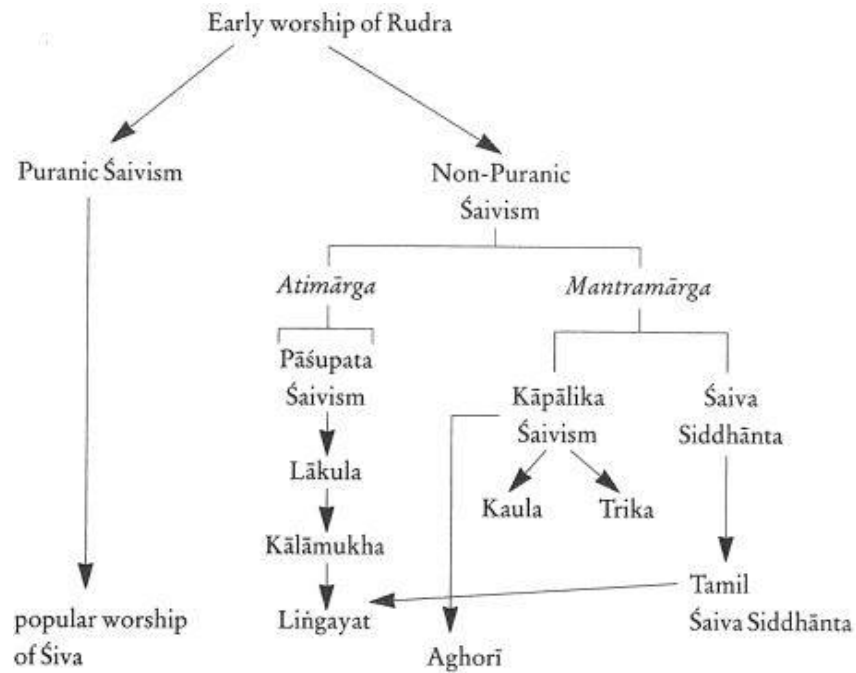 Early worship of Rudra
Puranic Śaivism
Non-Puranic
Śaivism
Atimārga
Mantramārga
Pāśupata
Śaivism
Kāpālika
Śaivism
Śaiva
Siddhānta
Lākula
Kaula
Trika
Kālāmukha
Tamil
Śaiva Siddhānta
popular worship
of Śiva
Liṅgayat
Aghorī